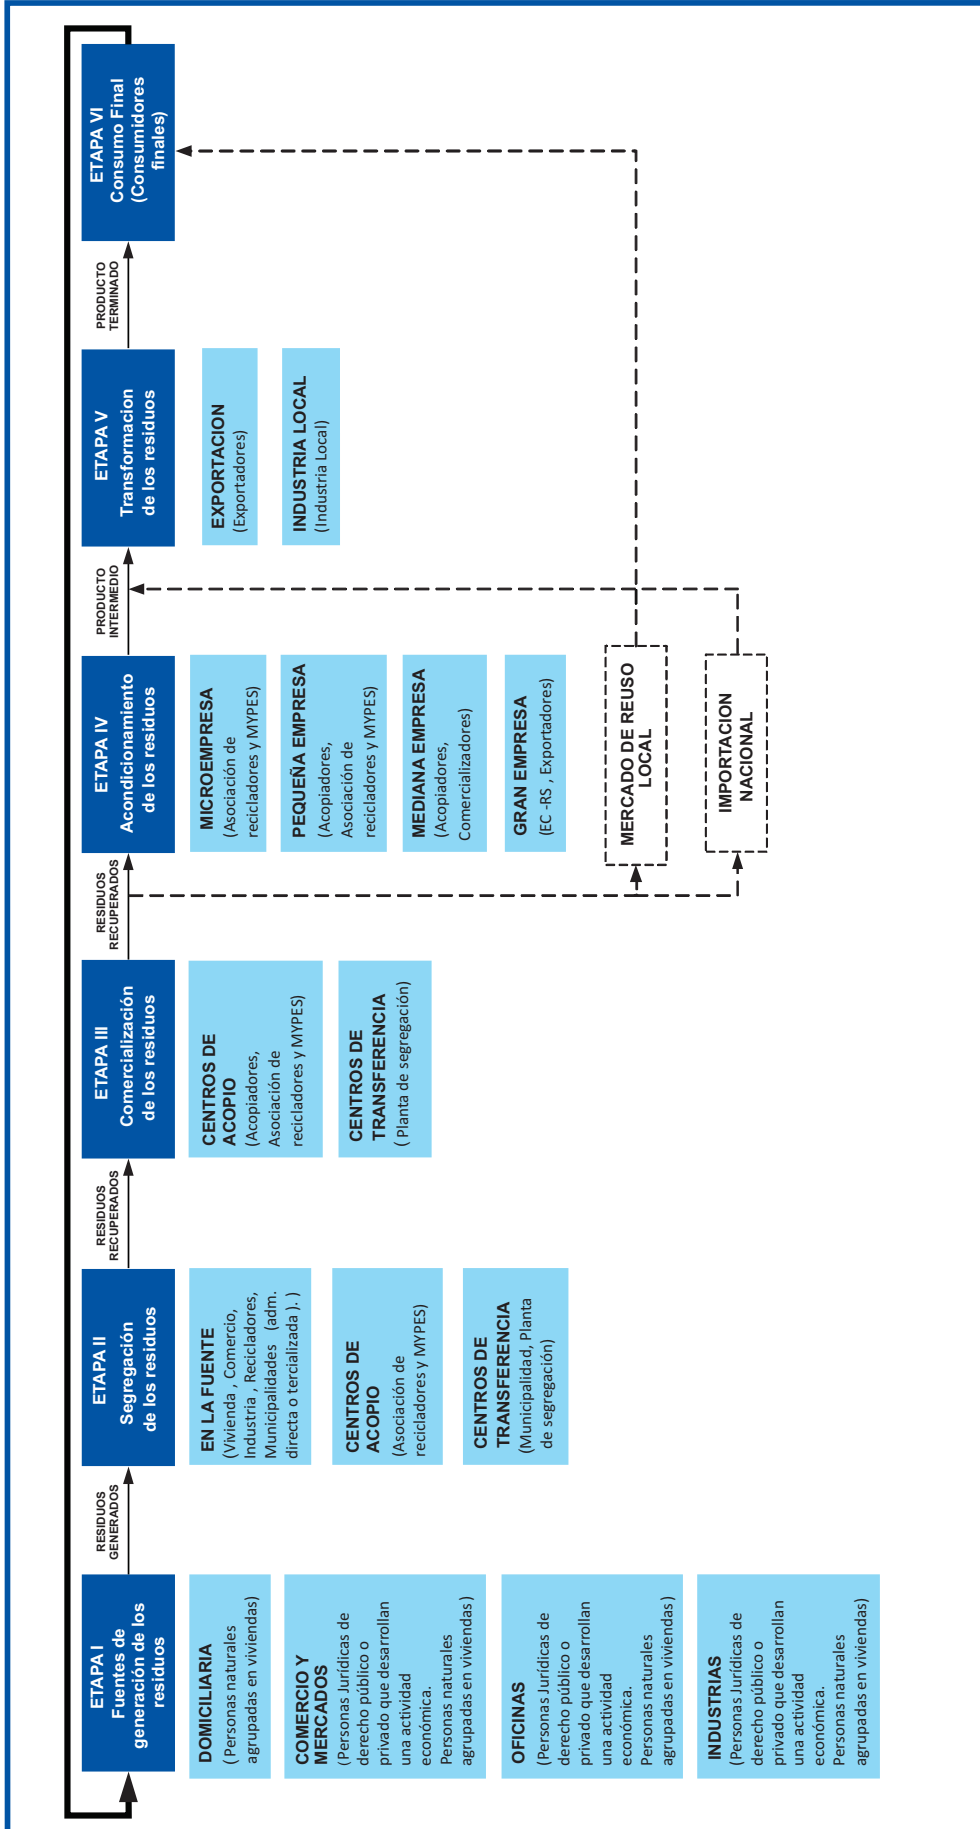 ETAPA I
Fuentes de
generación de los
residuos
RESIDUOS
GENERADOS
ETAPA II
Segregación
de los residuos
RESIDUOS
RECUPERADOS
ETAPA III
Comercialización
de los residuos
RESIDUOS
RECUPERADOS
ETAPA IV
Acondicionamiento
de los residuos
PRODUCTO
INTERMEDIO
ETAPA V
Transformacion
de los residuos
PRODUCTO
TERMINADO
ETAPA VI
Consumo Final
(Consumidores
finales)
DOMICILIARIA
( Personas naturales
agrupadas en viviendas)
COMERCIO Y
MERCADOS
(Personas Jurídicas de
derecho público o
privado que desarrollan
una actividad
económica.
Personas naturales
agrupadas en viviendas )
OFICINAS
(Personas Jurídicas de
derecho público o
privado que desarrollan
una actividad
económica.
Personas naturales
agrupadas en viviendas )
INDUSTRIAS
(Personas Jurídicas de
derecho público o
privado que desarrollan
una actividad
económica.
Personas naturales
agrupadas en viviendas)
EN LA FUENTE
(Vivienda , Comercio,
Industria , Recicladores,
Municipalidades (adm.
directa o tercializada ). )
CENTROS DE
ACOPIO
(Asociación de
recicladores y MYPES)
CENTROS DE
TRANSFERENCIA
(Municipalidad, Planta
de segregación)
CENTROS DE
ACOPIO
(Acopiadores,
Asociación de
recicladores y MYPES)
CENTROS DE
TRANSFERENCIA
( Planta de segregación)
MICROEMPRESA
(Asociación de
recicladores y MYPES)
PEQUEÑA EMPRESA
(Acopiadores,
Asociación de
recicladores y MYPES)
MEDIANA EMPRESA
(Acopiadores,
Comercializadores)
GRAN EMPRESA
(EC -RS , Exportadores)
MERCADO DE REUSO
LOCAL
IMPORTACION
NACIONAL
EXPORTACION
(Exportadores)
INDUSTRIA LOCAL
(Industria Local)